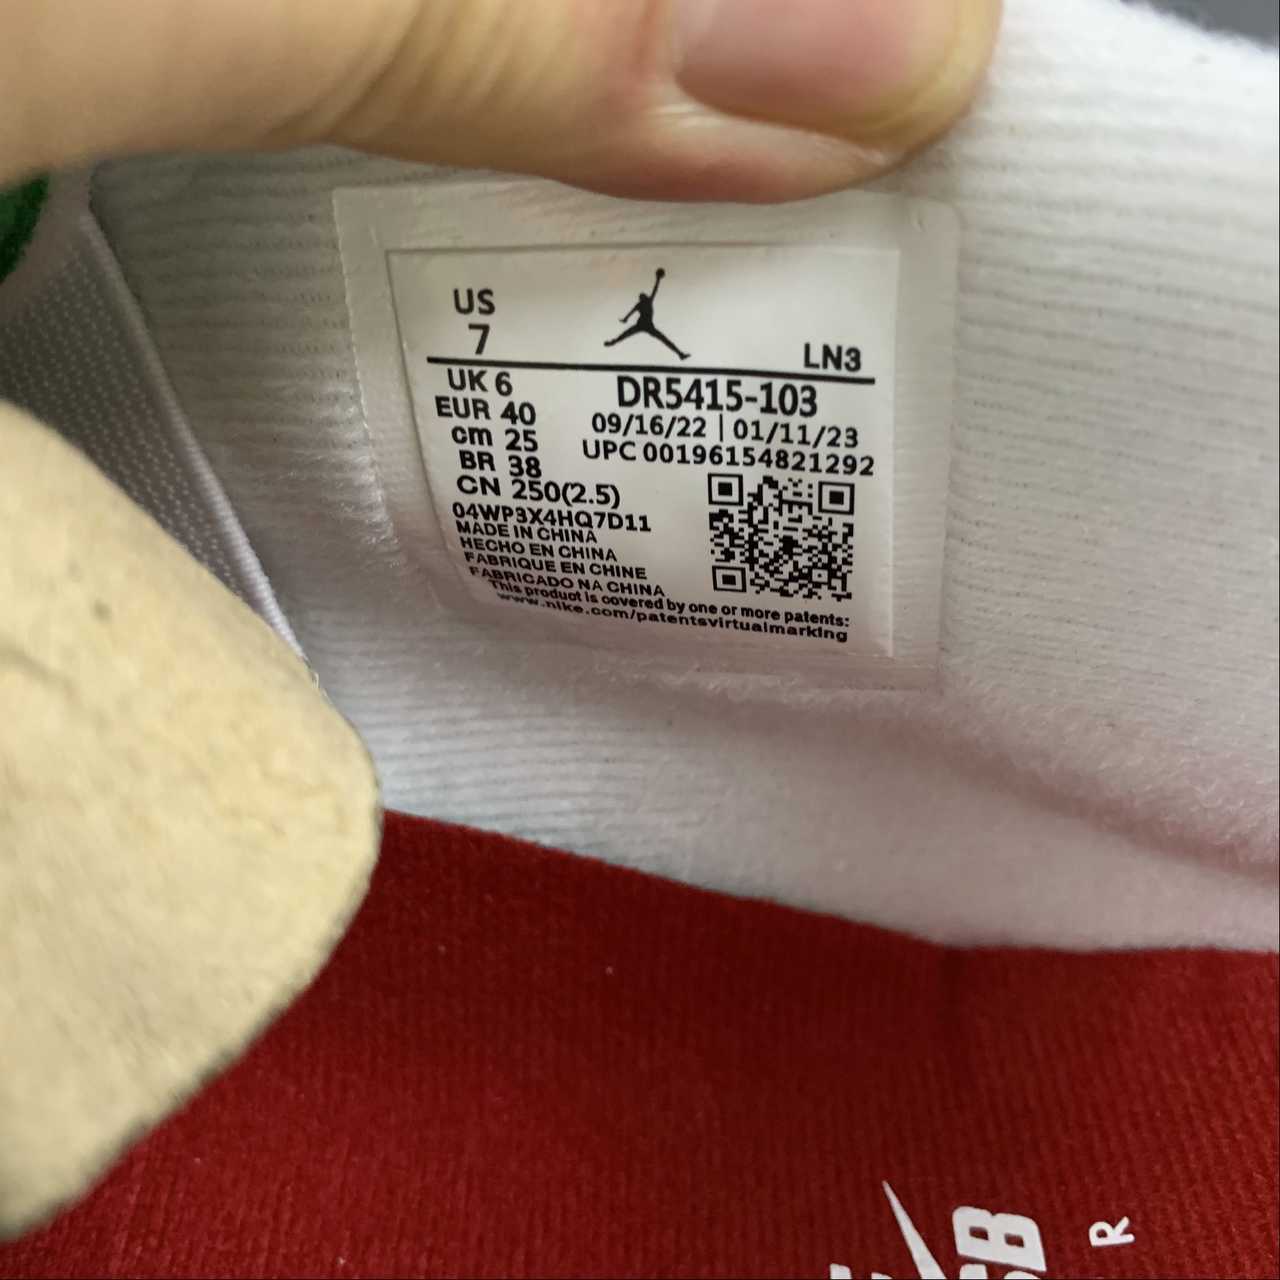 US
7
LN3
UK 6
EUR 40
cm 25
BR 38
CN 250(2.5)
DR5415-103
09/16/22 | 01/11/23
UPC 00196154821292
04WP3X4HQ7D11
MADE IN CHINA
HECHO EN CHINA
FABRIQUE EN CHINE
FABRICADO NA CHINA
This product is covered by one or more patents:
www.nike.com/patentsvirtualmarking
SB
R